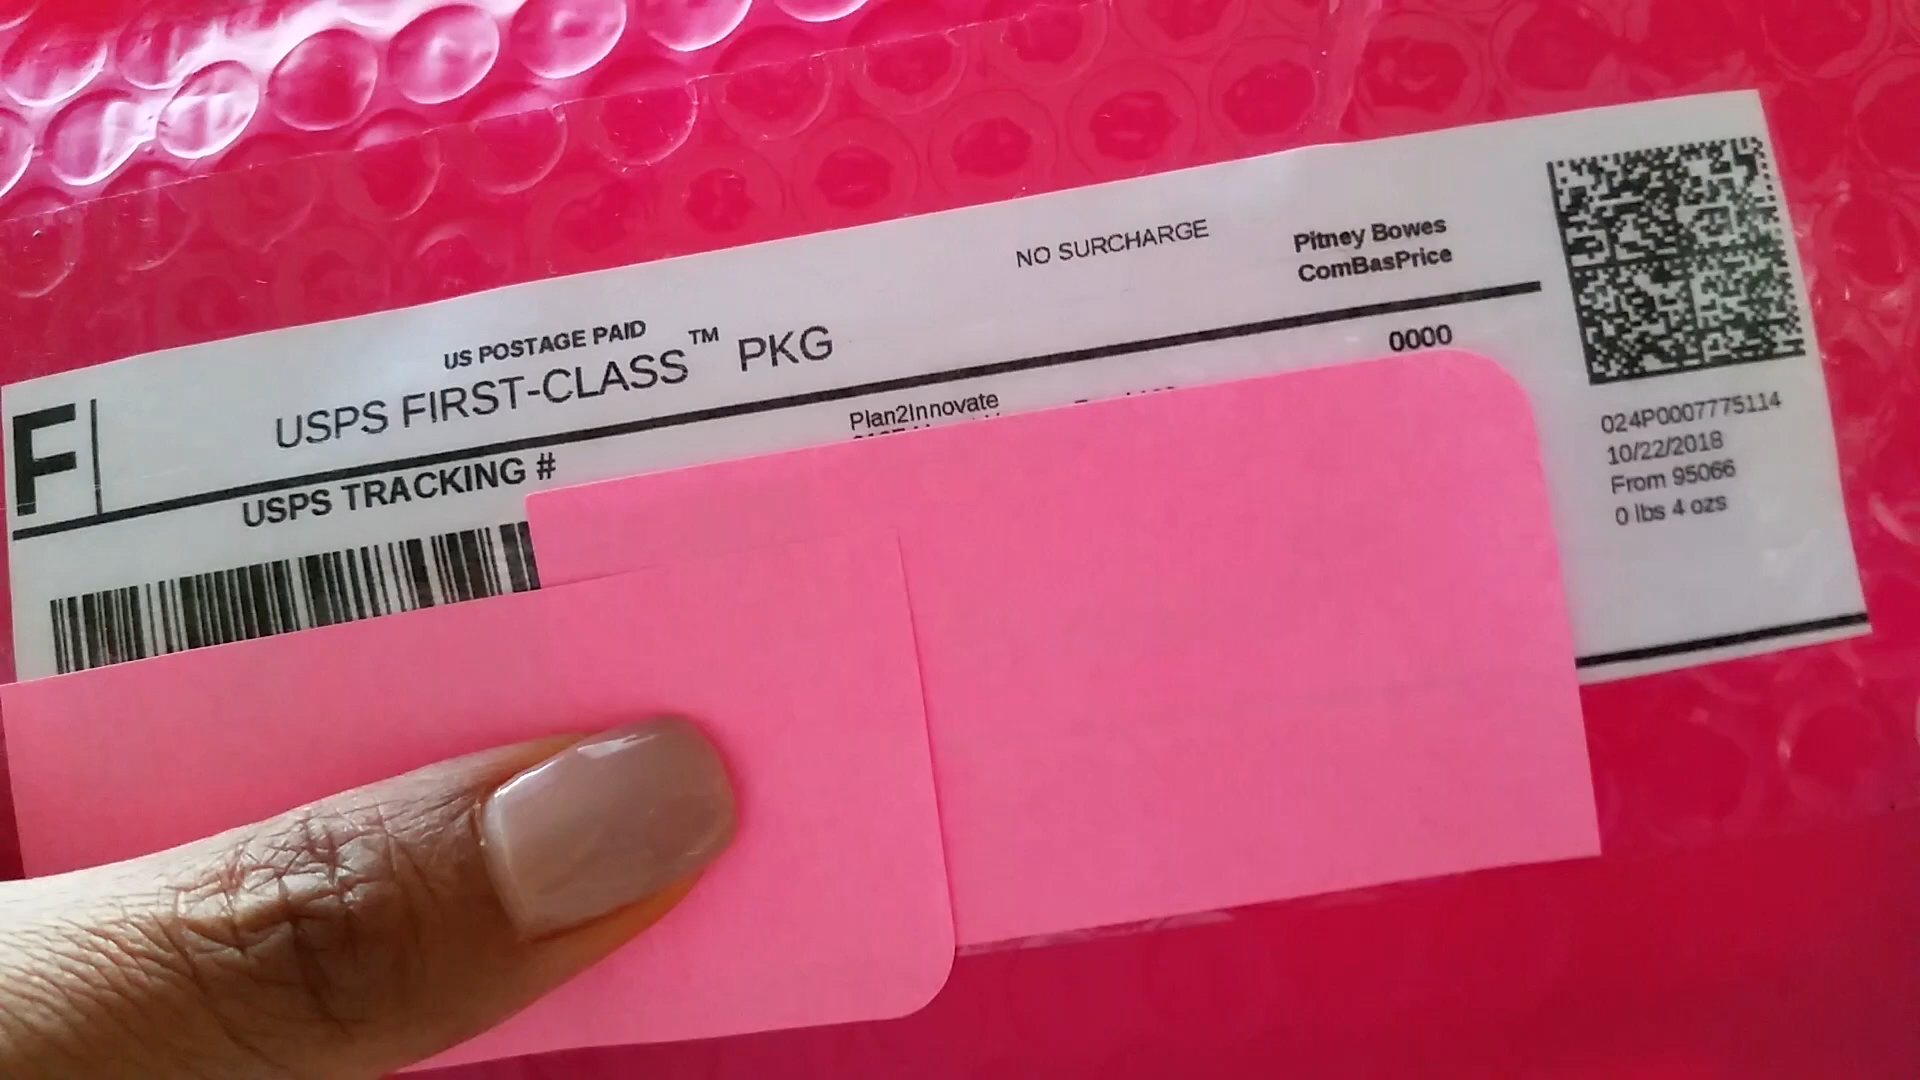 NO SURCHARGE
Pitney Bowes
ComBasPrice
US POSTAGE PAID
USPS FIRST-CLASS™ PKG
F
0000
Plan2Innovate
USPS TRACKING #
024P0007775114
10/22/2018
From 95066
0 lbs 4 ozs